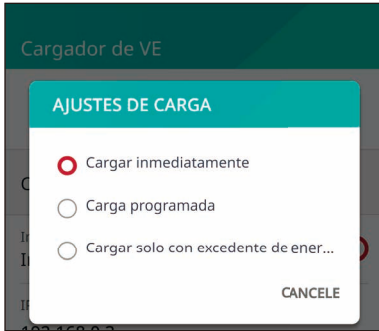 Cargador de VE
AJUSTES DE CARGA
Cargar inmediatamente
Carga programada
Cargar solo con excedente de ener...
CANCELE